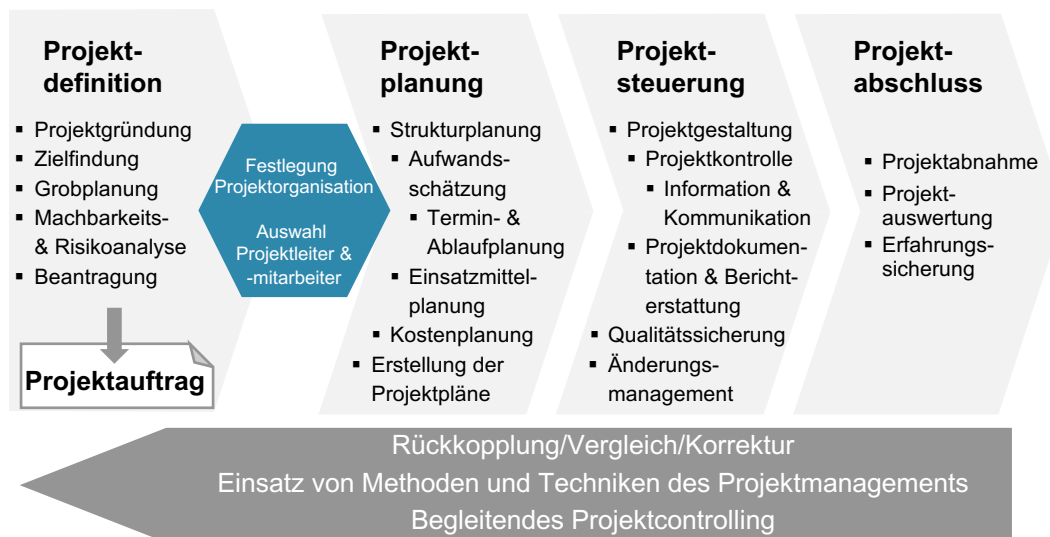 Projekt-
definition
▪ Projektgründung
▪ Zielfindung
▪ Grobplanung
▪ Machbarkeits-
& Risikoanalyse
▪ Beantragung
Projektauftrag
Festlegung
Projektorganisation
Auswahl
Projektleiter &
-mitarbeiter
Projekt-
planung
▪ Strukturplanung
▪ Aufwands-
schätzung
▪ Termin- &
Ablaufplanung
▪ Einsatzmittel-
planung
▪ Kostenplanung
▪ Erstellung der
Projektpläne
Projekt-
steuerung
▪ Projektgestaltung
▪ Projektkontrolle
▪ Information &
Kommunikation
▪ Projektdokumen-
tation & Bericht-
erstattung
▪ Qualitätssicherung
▪ Änderungs-
management
Projekt-
abschluss
▪ Projektabnahme
▪ Projekt-
auswertung
▪ Erfahrungs-
sicherung
Rückkopplung/Vergleich/Korrektur
Einsatz von Methoden und Techniken des Projektmanagements
Begleitendes Projektcontrolling